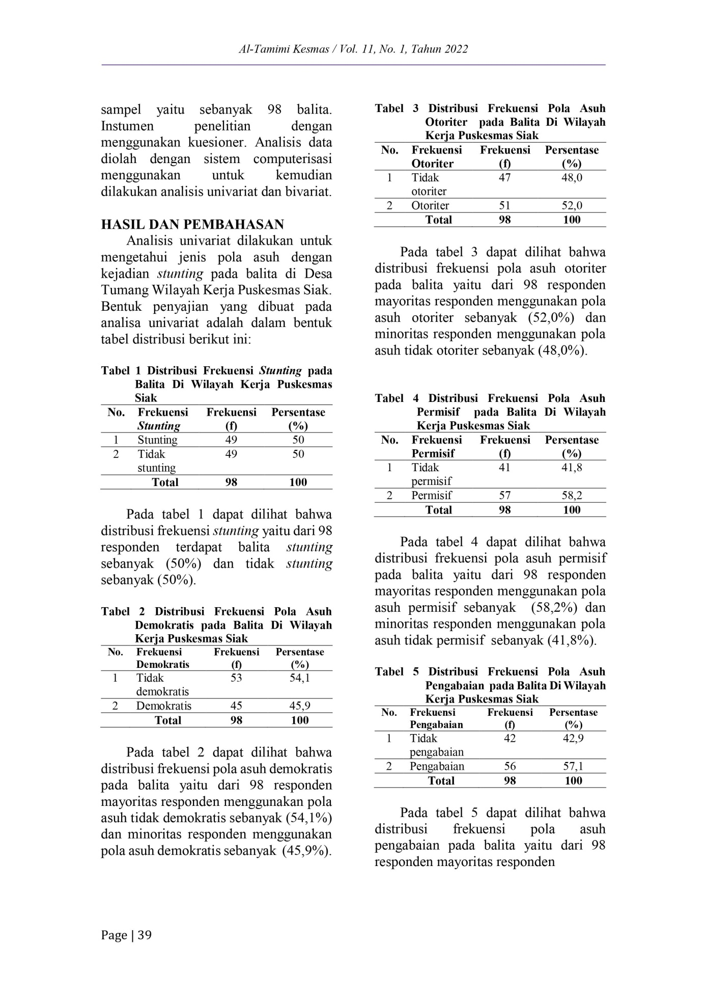 Al-Tamimi Kesmas / Vol. 11, No. 1, Tahun 2022
sampel yaitu sebanyak 98 balita.
Instumen penelitian dengan
menggunakan kuesioner. Analisis data
diolah dengan sistem computerisasi
menggunakan untuk kemudian
dilakukan analisis univariat dan bivariat.
HASIL DAN PEMBAHASAN
Analisis univariat dilakukan untuk
mengetahui jenis pola asuh dengan
kejadian stunting pada balita di Desa
Tumang Wilayah Kerja Puskesmas Siak.
Bentuk penyajian yang dibuat pada
analisa univariat adalah dalam bentuk
tabel distribusi berikut ini:
Tabel 1 Distribusi Frekuensi Stunting pada
Balita Di Wilayah Kerja Puskesmas
Siak
No. Frekuensi Frekuensi Persentase
Stunting (f) (%)
1 Stunting 49 50
2 Tidak 49 50
stunting
Total 98 100
Pada tabel 1 dapat dilihat bahwa
distribusi frekuensi stunting yaitu dari 98
responden terdapat balita stunting
sebanyak (50%) dan tidak stunting
sebanyak (50%).
Tabel 2 Distribusi Frekuensi Pola Asuh
Demokratis pada Balita Di Wilayah
Kerja Puskesmas Siak
No. Frekuensi Frekuensi Persentase
Demokratis (f) (%)
1 Tidak 53 54,1
demokratis
2 Demokratis 45 45,9
Total 98 100
Pada tabel 2 dapat dilihat bahwa
distribusi frekuensi pola asuh demokratis
pada balita yaitu dari 98 responden
mayoritas responden menggunakan pola
asuh tidak demokratis sebanyak (54,1%)
dan minoritas responden menggunakan
pola asuh demokratis sebanyak (45,9%).
Tabel 3 Distribusi Frekuensi Pola Asuh
Otoriter pada Balita Di Wilayah
Kerja Puskesmas Siak
No. Frekuensi Frekuensi Persentase
Otoriter (f) (%)
1 Tidak 47 48,0
otoriter
2 Otoriter 51 52,0
Total 98 100
Pada tabel 3 dapat dilihat bahwa
distribusi frekuensi pola asuh otoriter
pada balita yaitu dari 98 responden
mayoritas responden menggunakan pola
asuh otoriter sebanyak (52,0%) dan
minoritas responden menggunakan pola
asuh tidak otoriter sebanyak (48,0%).
Tabel 4 Distribusi Frekuensi Pola Asuh
Permisif pada Balita Di Wilayah
Kerja Puskesmas Siak
No. Frekuensi Frekuensi Persentase
Permisif (f) (%)
1 Tidak 41 41,8
permisif
2 Permisif 57 58,2
Total 98 100
Pada tabel 4 dapat dilihat bahwa
distribusi frekuensi pola asuh permisif
pada balita yaitu dari 98 responden
mayoritas responden menggunakan pola
asuh permisif sebanyak (58,2%) dan
minoritas responden menggunakan pola
asuh tidak permisif sebanyak (41,8%).
Tabel 5 Distribusi Frekuensi Pola Asuh
Pengabaian pada Balita Di Wilayah
Kerja Puskesmas Siak
No. Frekuensi Frekuensi Persentase
Pengabaian (f) (%)
1 Tidak 42 42,9
pengabaian
2 Pengabaian 56 57,1
Total 98 100
Pada tabel 5 dapat dilihat bahwa
distribusi frekuensi pola asuh
pengabaian pada balita yaitu dari 98
responden mayoritas responden
Page | 39